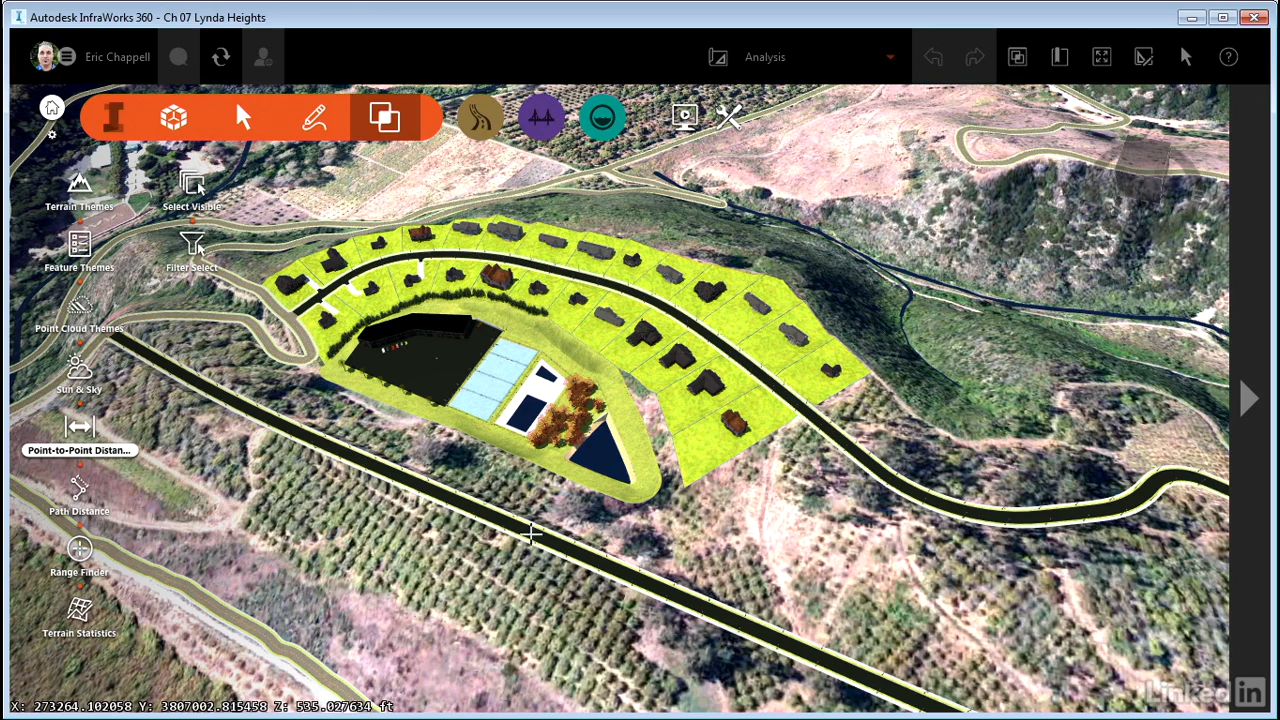 Autodesk InfraWorks 360 - Ch 07 Lynda Heights
Eric Chappell
Analysis
Terrain Themes
Select Visible
Feature Themes
Filter Select
Point Cloud Themes
Sun & Sky
Point-to-Point Distan...
Path Distance
Range Finder
Terrain Statistics
X: 273264.102058 Y: 3807002.815458 Z: 535.027634 ft
Linked in